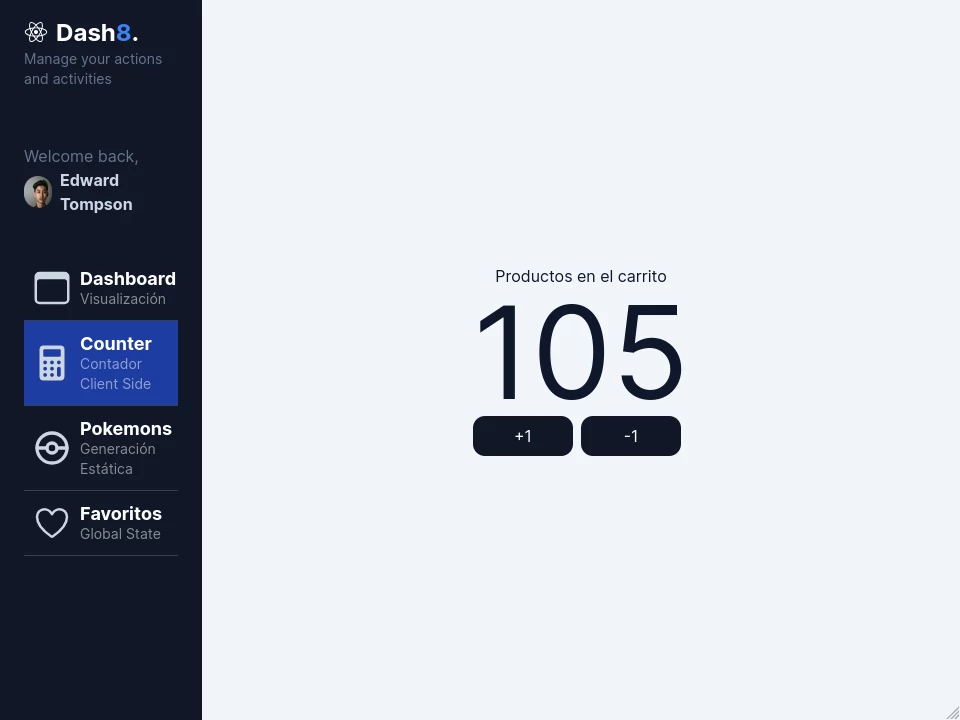 Dash8.
Manage your actions
and activities
Welcome back,
Edward
Tompson
Dashboard
Visualización
Counter
Contador
Client Side
Pokemons
Generación
Estática
Favoritos
Global State
Productos en el carrito
105
+1
-1